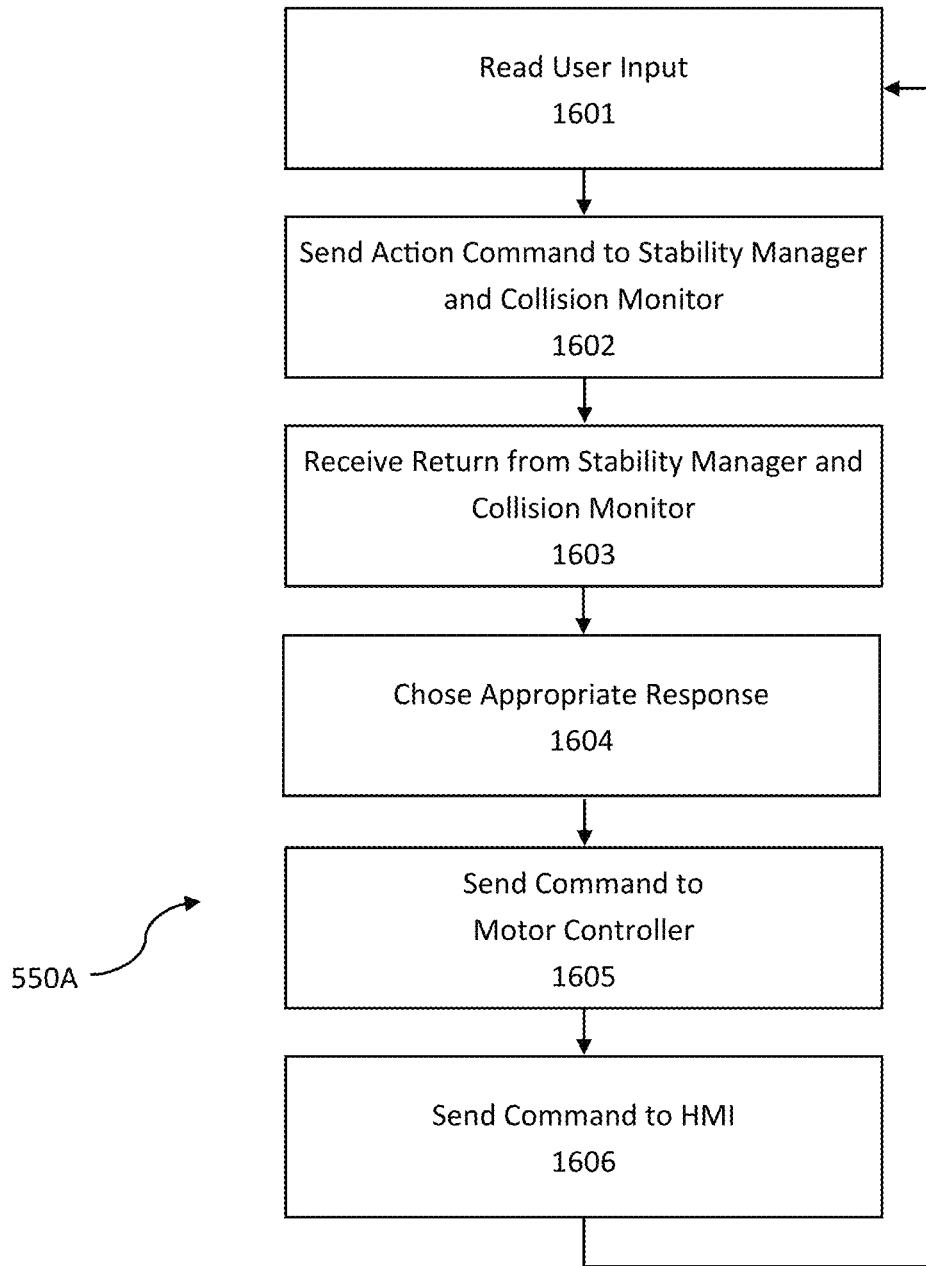 Read User Input
1601
Send Action Command to Stability Manager
and Collision Monitor
1602
Receive Return from Stability Manager and
Collision Monitor
1603
Chose Appropriate Response
1604
Send Command to
Motor Controller
1605
550A
Send Command to HMI
1606